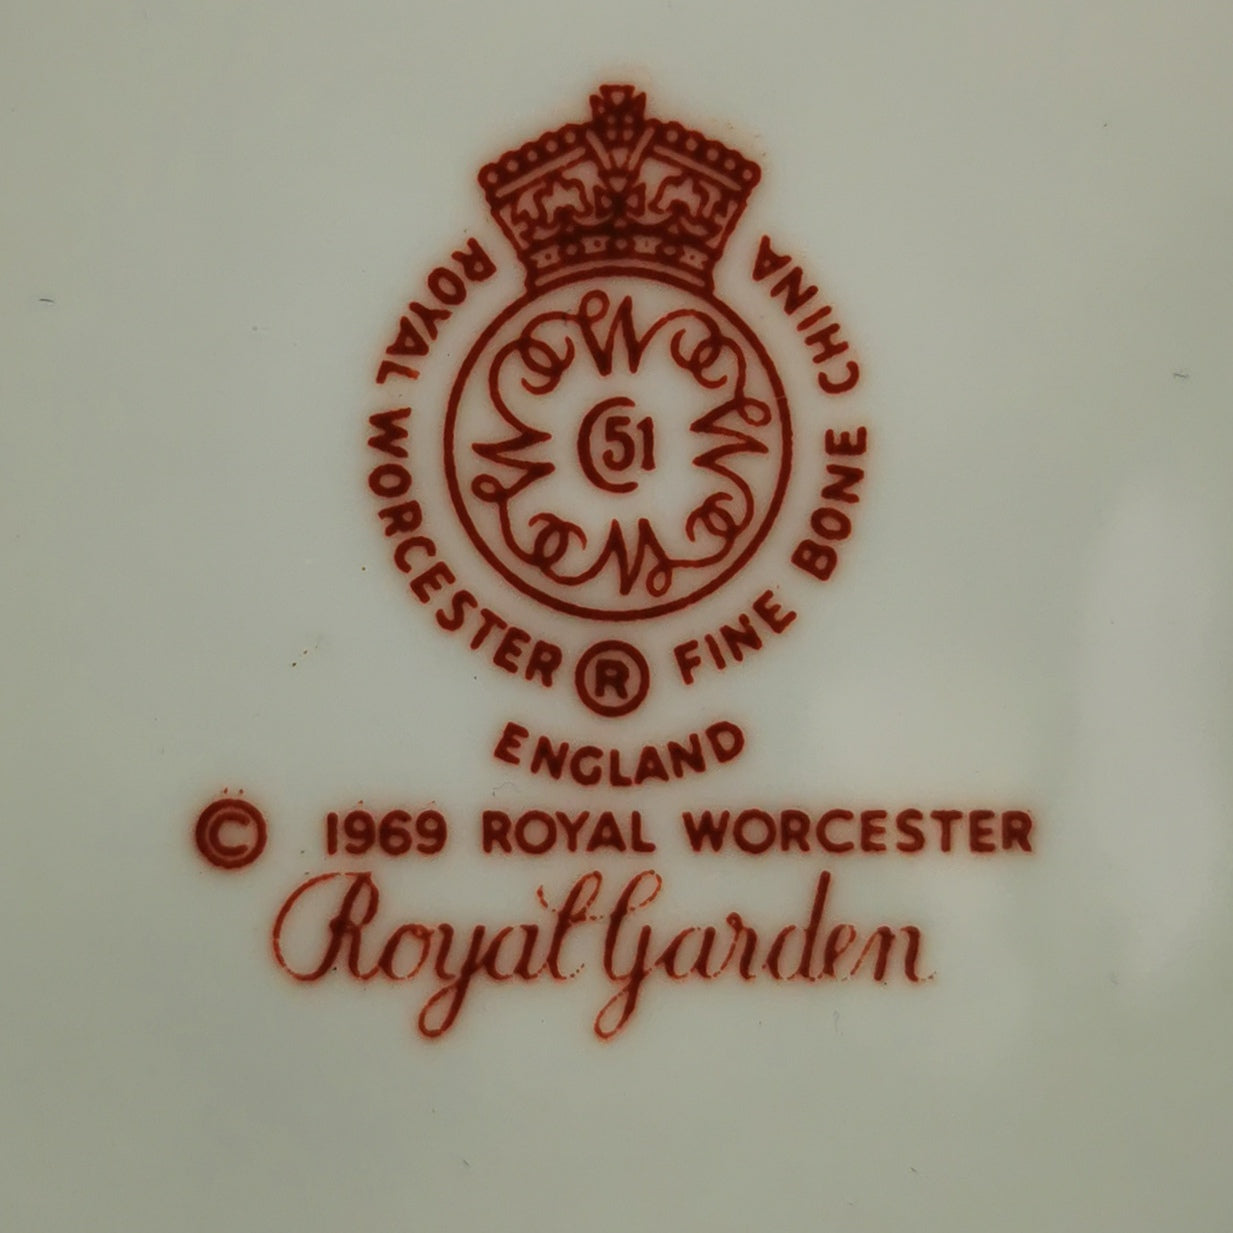 ROYAL WORCESTER ® FINE BONE CHINA
51
ENGLAND
© 1969 ROYAL WORCESTER
Royal Garden